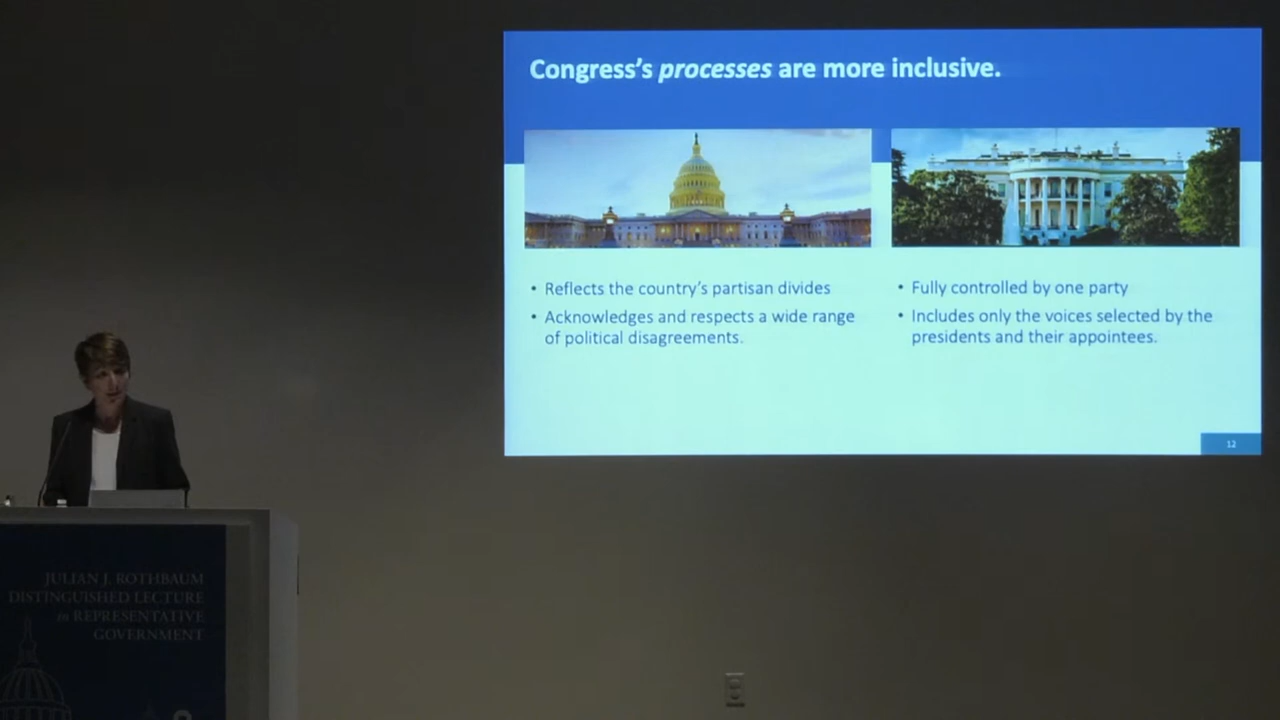 Congress's processes are more inclusive.
• Reflects the country's partisan divides
• Acknowledges and respects a wide range
of political disagreements.
• Fully controlled by one party
• Includes only the voices selected by the
presidents and their appointees.
12
JULIAN J. ROTHBAUM
DISTINGUISHED LECTURE
in REPRESENTATIVE
GOVERNMENT